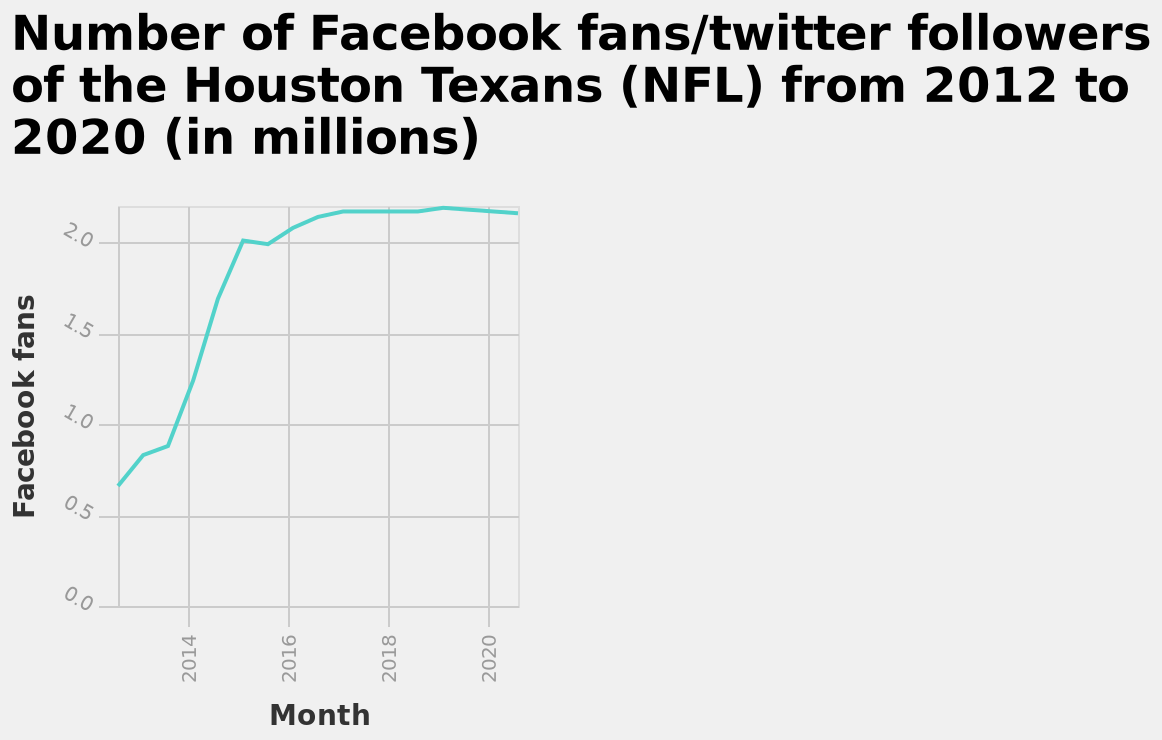 Number of Facebook fans/twitter followers
of the Houston Texans (NFL) from 2012 to
2020 (in millions)
2.0
1.5
1.0
0.5
0.0
Facebook fans
2014
2016
2018
2020
Month